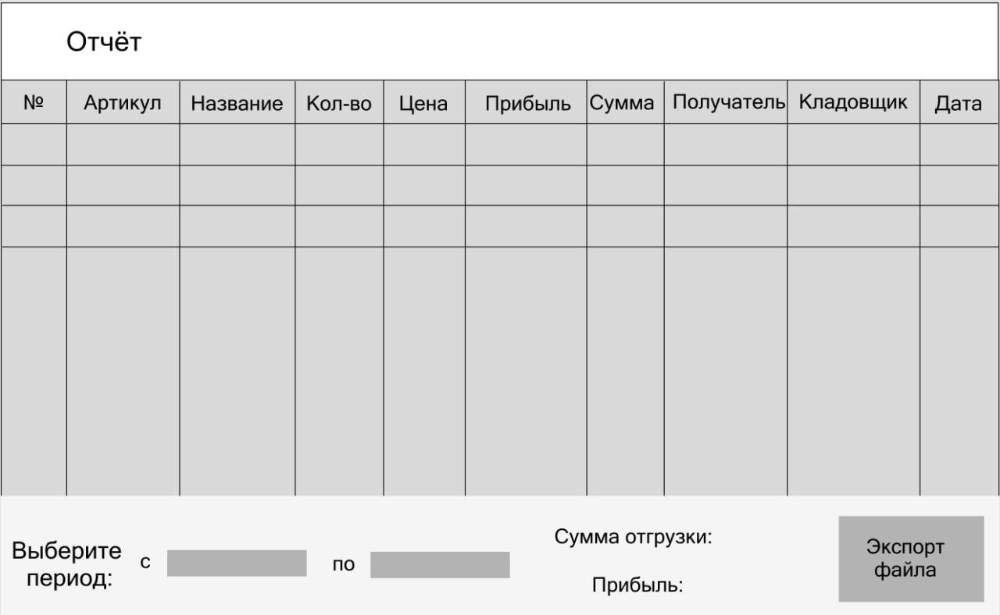 Отчёт
№ Артикул Название Кол-во Цена Прибыль Сумма Получатель Кладовщик Дата
Выберите
период:
с
по
Сумма отгрузки:
Прибыль:
Экспорт
файла